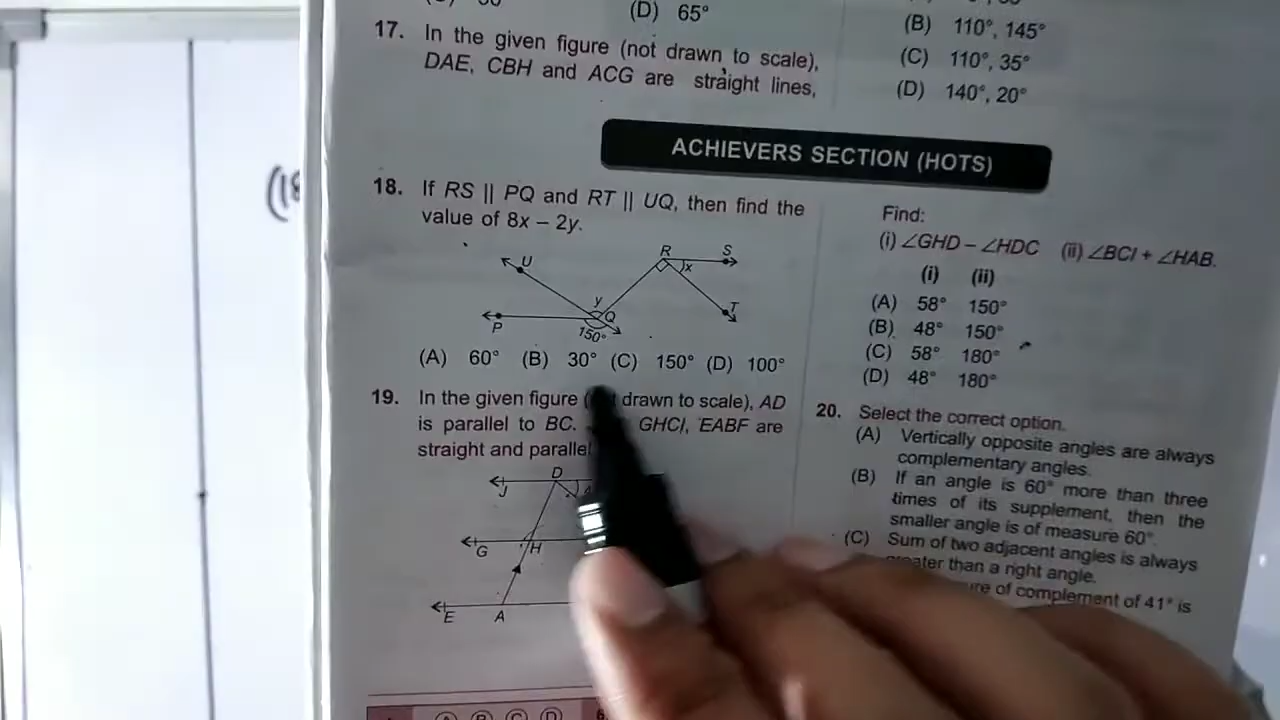 (D) 65°
17. In the given figure (not drawn to scale),
DAE, CBH and ACG are straight lines,
(B) 110°, 145°
(C) 110°, 35°
(D) 140°, 20°
ACHIEVERS SECTION (HOTS)
(18
18. If RS || PQ and RT || UQ, then find the
value of 8x – 2y.
U
R
S
x
y
Q
P
T
150°
(A) 60° (B) 30° (C) 150° (D) 100°
19. In the given figure drawn to scale), AD
is parallel to BC. GHCI, EABF are
straight and parallel
D
J
G
H
E
A
Find:
(i) ∠GHD – ∠HDC (ii) ∠BCI + ∠HAB.
(i) (ii)
(A) 58° 150°
(B) 48° 150°
(C) 58° 180°
(D) 48° 180°
20. Select the correct option.
(A) Vertically opposite angles are always
complementary angles.
(B) If an angle is 60° more than three
times of its supplement, then the
smaller angle is of measure 60°.
(C) Sum of two adjacent angles is always
greater than a right angle.
of complement of 41° is
A B C D